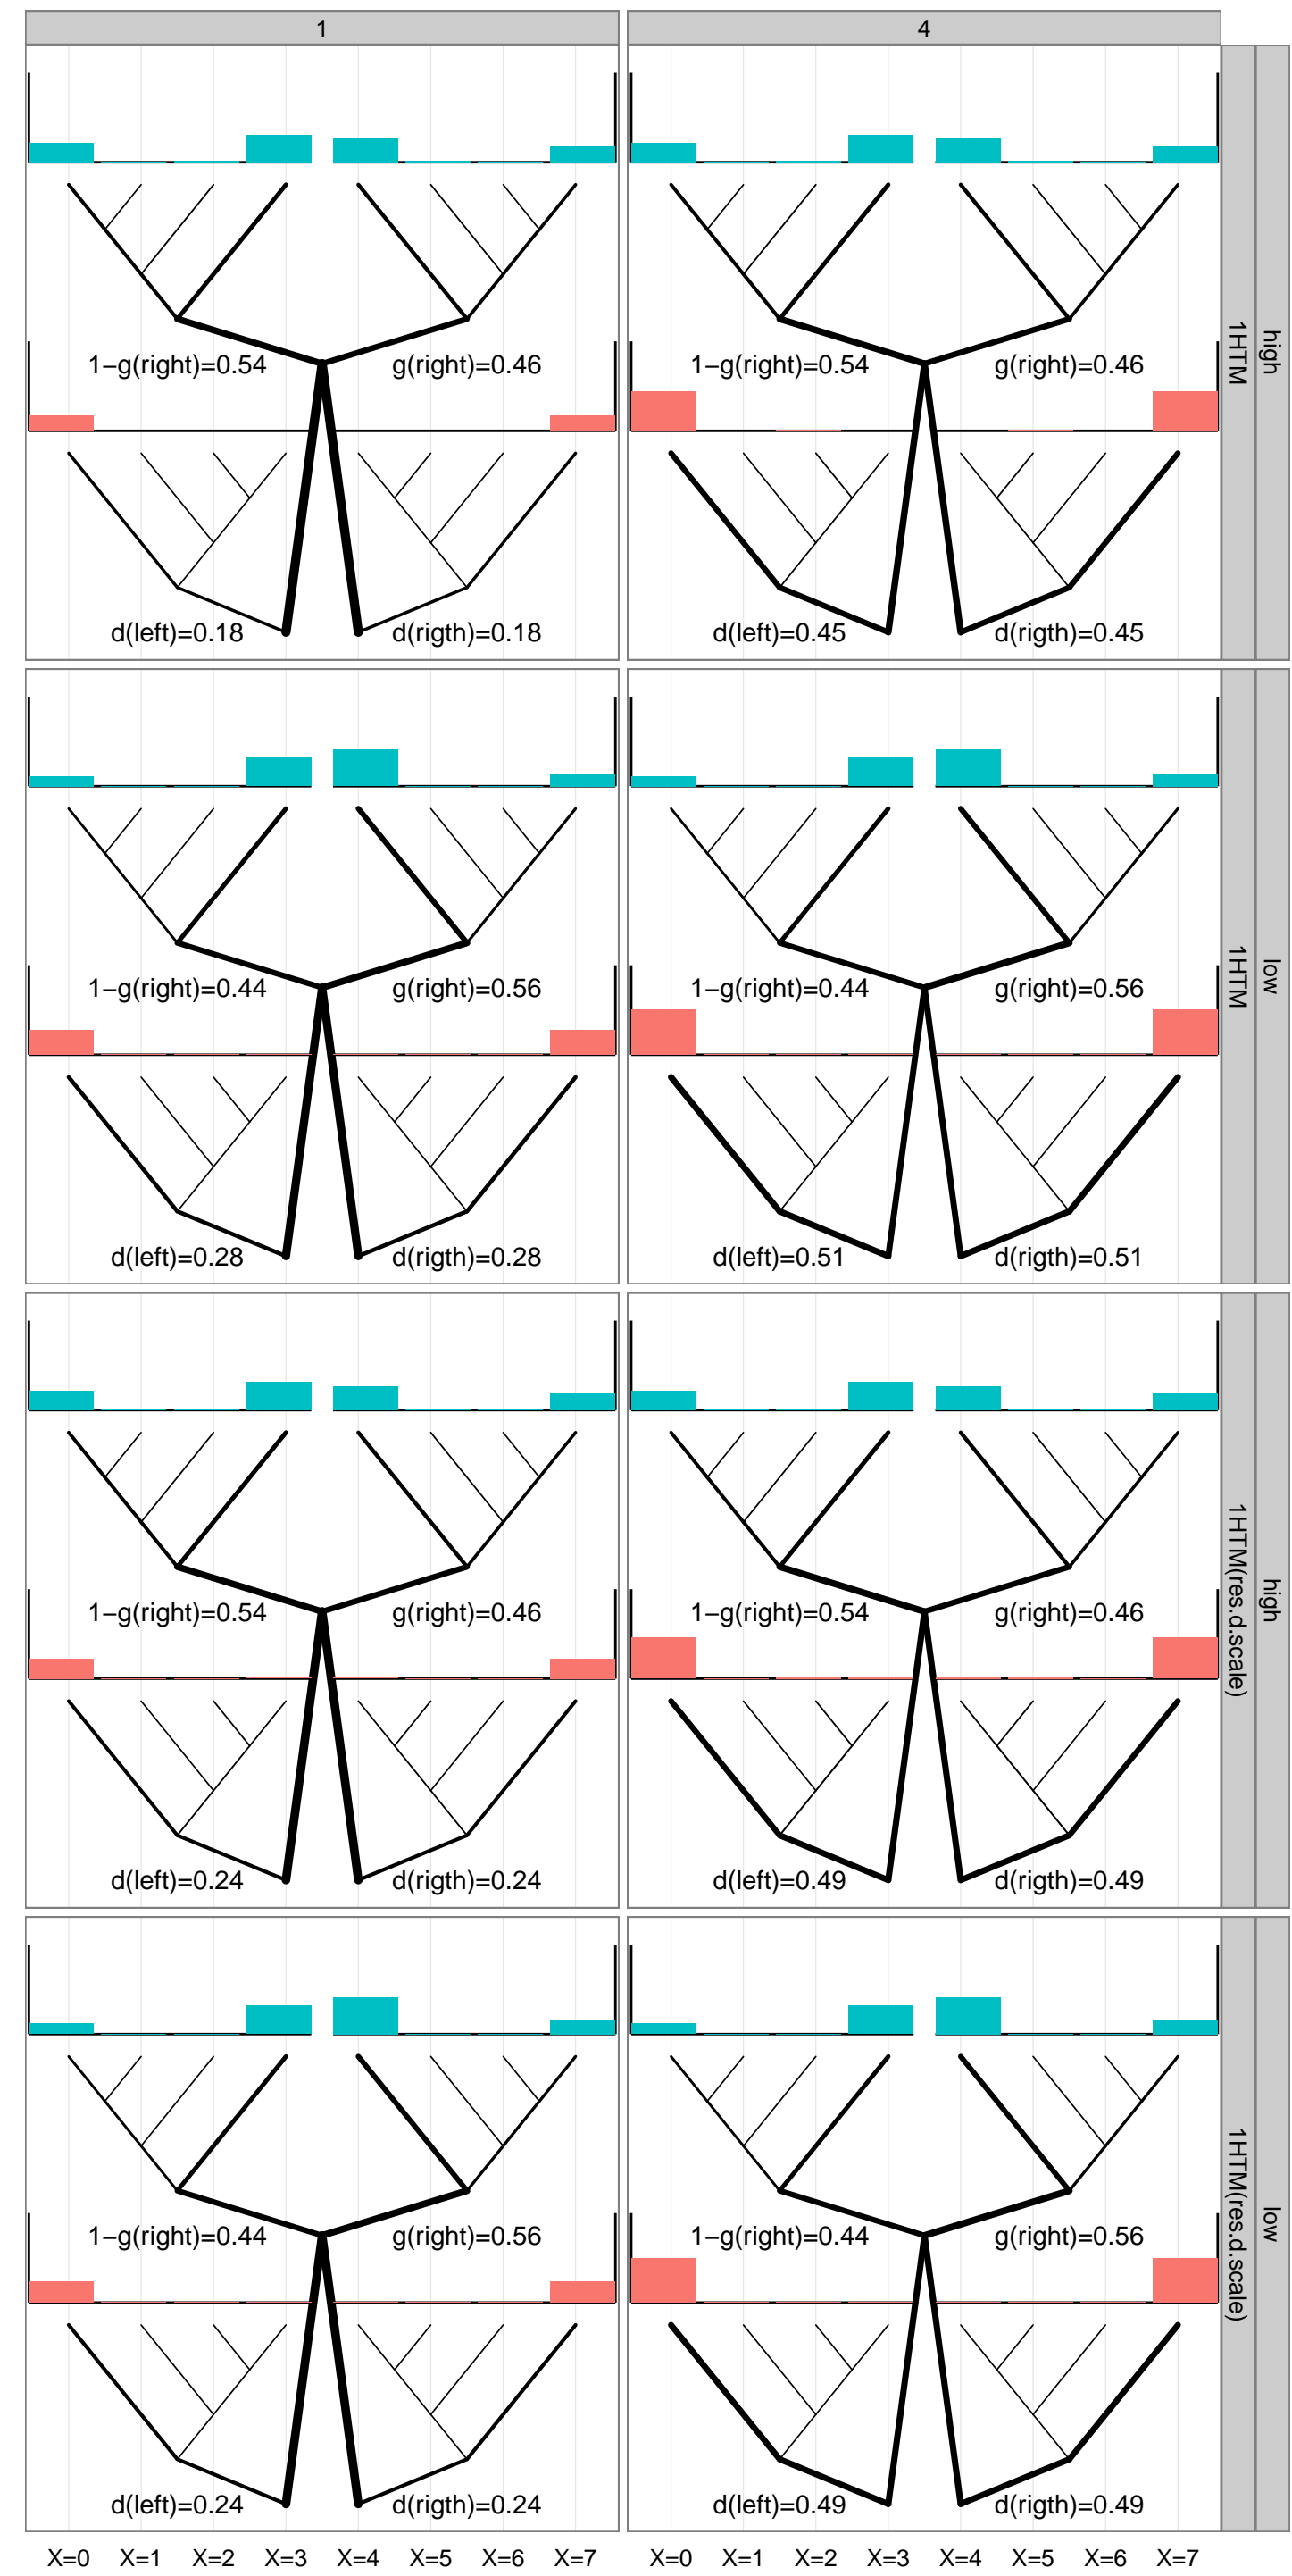 1 4
1−g(right)=0.54 g(right)=0.46 1−g(right)=0.54 g(right)=0.46
d(left)=0.18 d(rigth)=0.18 d(left)=0.45 d(rigth)=0.45
1HTM
high
1−g(right)=0.44 g(right)=0.56 1−g(right)=0.44 g(right)=0.56
d(left)=0.28 d(rigth)=0.28 d(left)=0.51 d(rigth)=0.51
1HTM
low
1−g(right)=0.54 g(right)=0.46 1−g(right)=0.54 g(right)=0.46
d(left)=0.24 d(rigth)=0.24 d(left)=0.49 d(rigth)=0.49
1HTM(res.d.scale)
high
1−g(right)=0.44 g(right)=0.56 1−g(right)=0.44 g(right)=0.56
d(left)=0.24 d(rigth)=0.24 d(left)=0.49 d(rigth)=0.49
1HTM(res.d.scale)
low
X=0 X=1 X=2 X=3 X=4 X=5 X=6 X=7 X=0 X=1 X=2 X=3 X=4 X=5 X=6 X=7